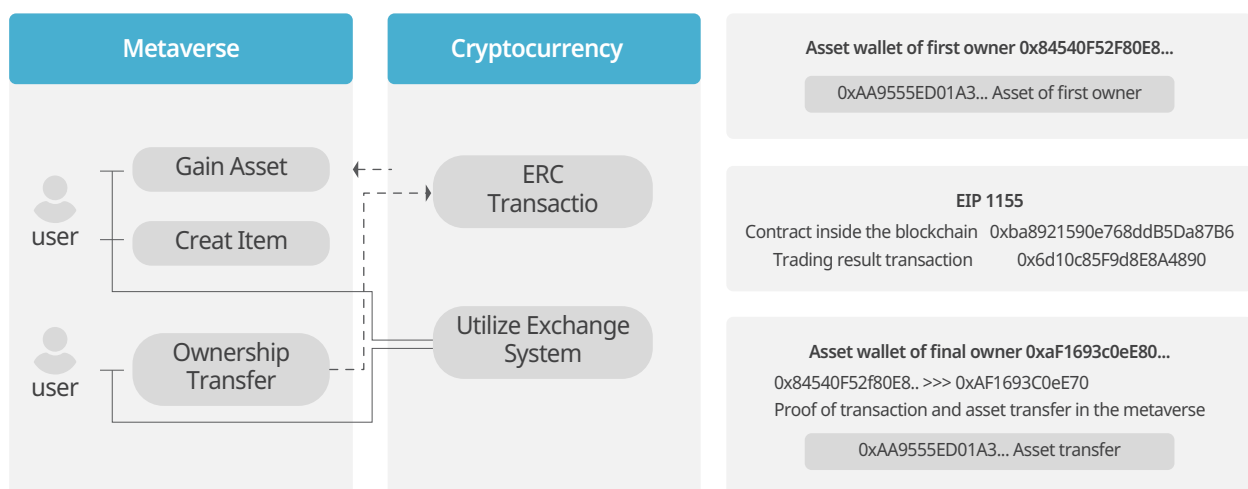 Metaverse
Cryptocurrency
Gain Asset
Creat Item
user
Ownership
Transfer
user
ERC
Transactio
Utilize Exchange
System
Asset wallet of first owner 0x84540F52F80E8...
0xAA9555ED01A3... Asset of first owner
EIP 1155
Contract inside the blockchain 0xba8921590e768ddB5Da87B6
Trading result transaction 0x6d10c85F9d8E8A4890
Asset wallet of final owner 0xaF1693c0eE80...
0x84540F52f80E8.. >>> 0xAF1693C0eE70
Proof of transaction and asset transfer in the metaverse
0xAA9555ED01A3... Asset transfer